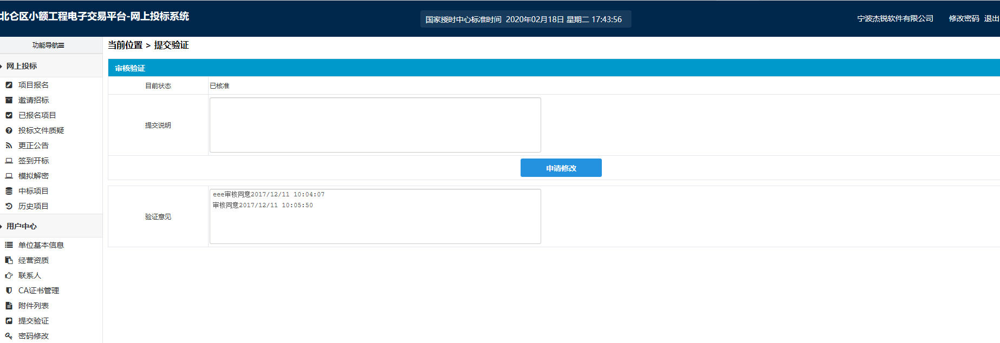 北仑区小额工程电子交易平台-网上投标系统
国家授时中心标准时间 2020年02月18日 星期二 17:43:56
宁波杰锐软件有限公司 修改密码 退出
功能导航
网上投标
项目报名
邀请招标
已报名项目
投标文件质疑
更正公告
签到开标
模拟解密
中标项目
历史项目
用户中心
单位基本信息
经营资质
联系人
CA证书管理
附件列表
提交验证
密码修改
当前位置 > 提交验证
审核验证
目前状态 已核准
提交说明
申请修改
验证意见
eee审核同意2017/12/11 10:04:07
审核同意2017/12/11 10:05:50